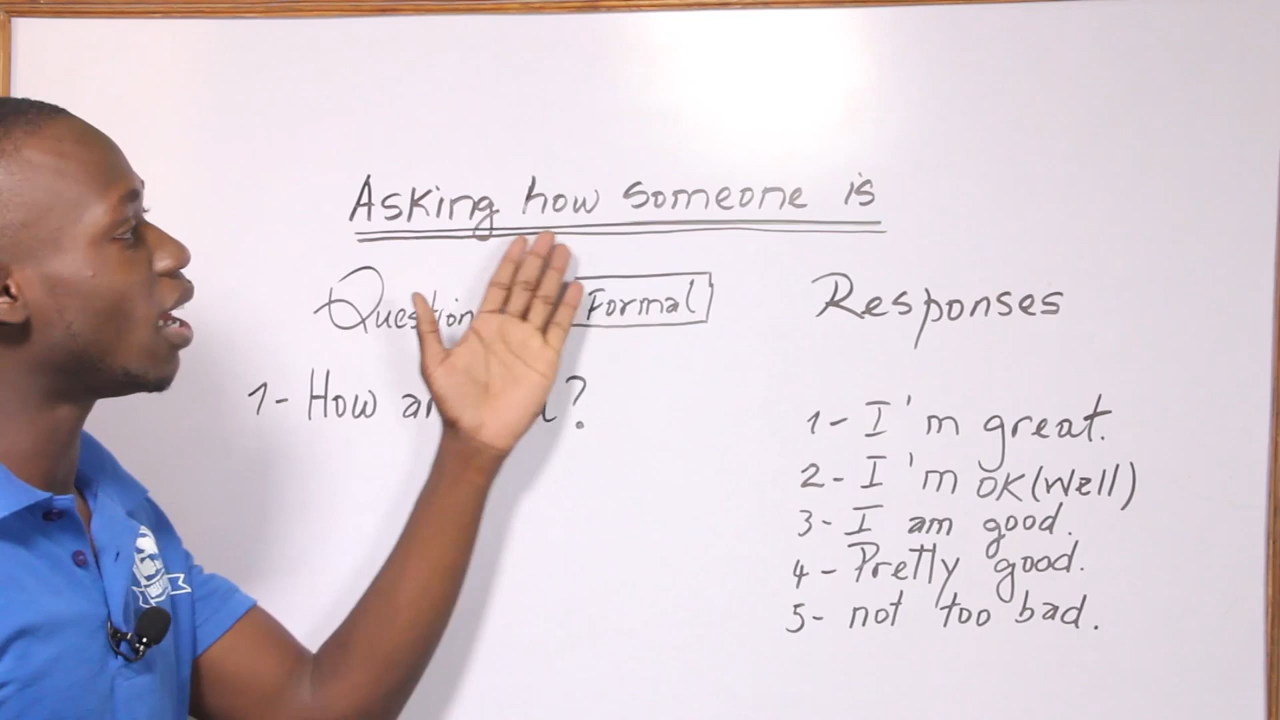 Asking how someone is
Question Formal
1- How ?
Responses
1- I'm great.
2- I'm OK (Well)
3- I am good.
4- Pretty good.
5- not too bad.